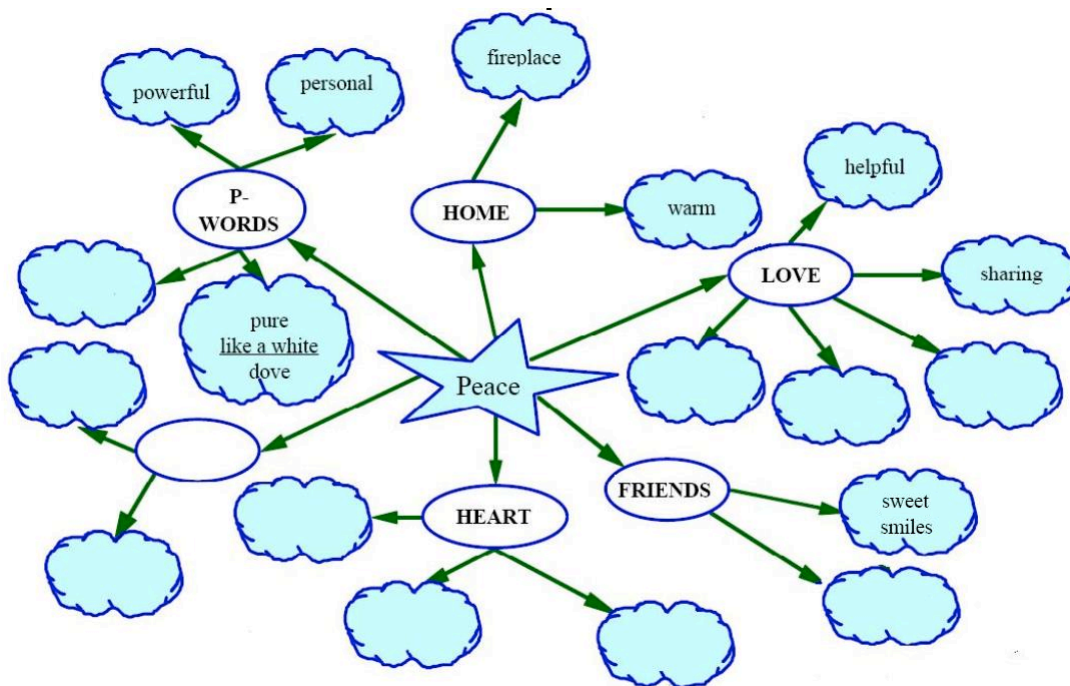 fireplace
powerful
personal
helpful
P-
WORDS
HOME
warm
LOVE
sharing
pure
like a white
dove
Peace
FRIENDS
sweet
smiles
HEART